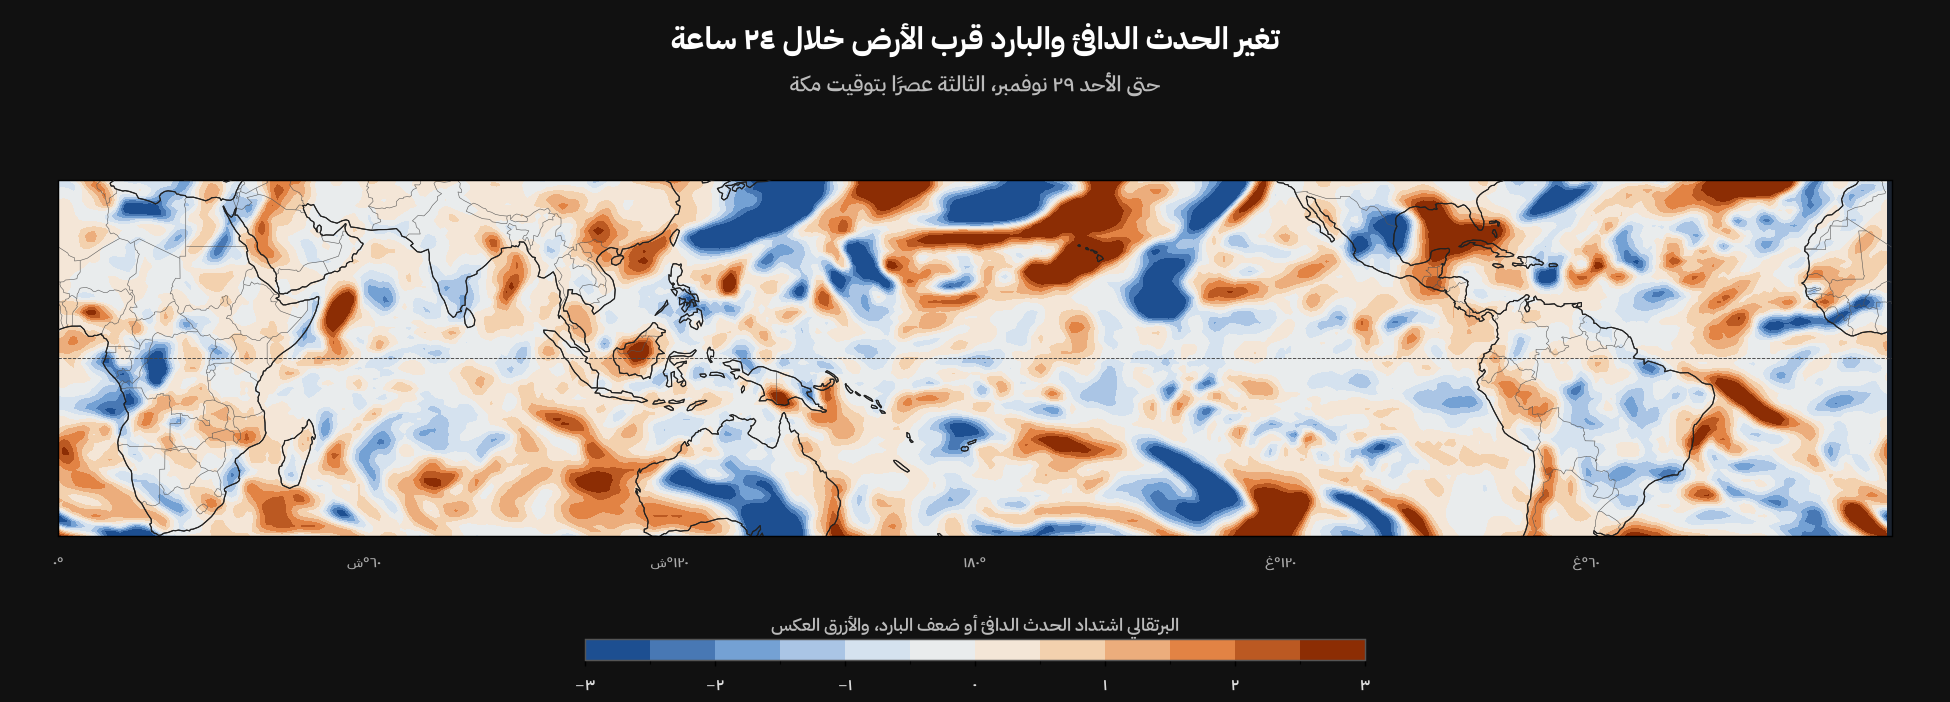 تغير الحدث الدافئ والبارد قرب الأرض خلال ٢٤ ساعة
حتى الأحد ٢٩ نوفمبر، الثالثة عصرًا بتوقيت مكة
٠°
٦٠°ش
١٢٠°ش
١٨٠°
١٢٠°غ
٦٠°غ
البرتقالي اشتداد الحدث الدافئ أو ضعف البارد، والأزرق العكس
−٣ −٢ −١ ٠ ١ ٢ ٣